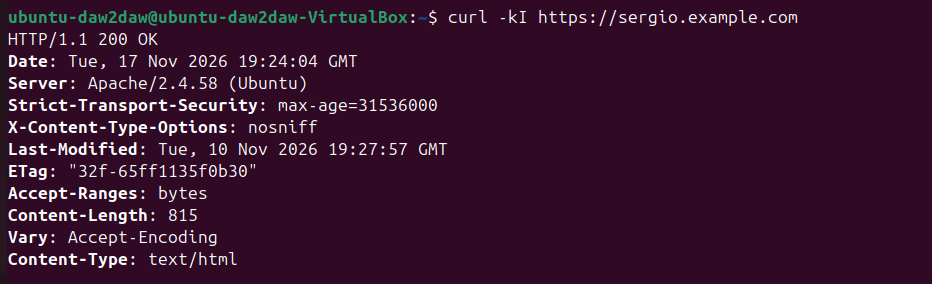 ubuntu-daw2daw@ubuntu-daw2daw-VirtualBox:~$ curl -kI https://sergio.example.com
HTTP/1.1 200 OK
Date: Tue, 17 Nov 2026 19:24:04 GMT
Server: Apache/2.4.58 (Ubuntu)
Strict-Transport-Security: max-age=31536000
X-Content-Type-Options: nosniff
Last-Modified: Tue, 10 Nov 2026 19:27:57 GMT
ETag: "32f-65ff1135f0b30"
Accept-Ranges: bytes
Content-Length: 815
Vary: Accept-Encoding
Content-Type: text/html